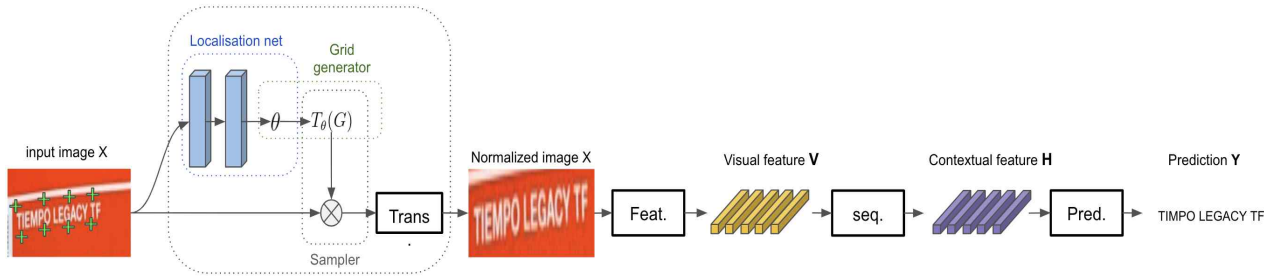 Localisation net
Grid
generator
θ
T_θ(G)
input image X
TIEMPO LEGACY TF
Trans
.
Sampler
Normalized image X
TIEMPO LEGACY TF
Feat.
Visual feature V
seq.
Contextual feature H
Pred.
Prediction Y
TIMPO LEGACY TF